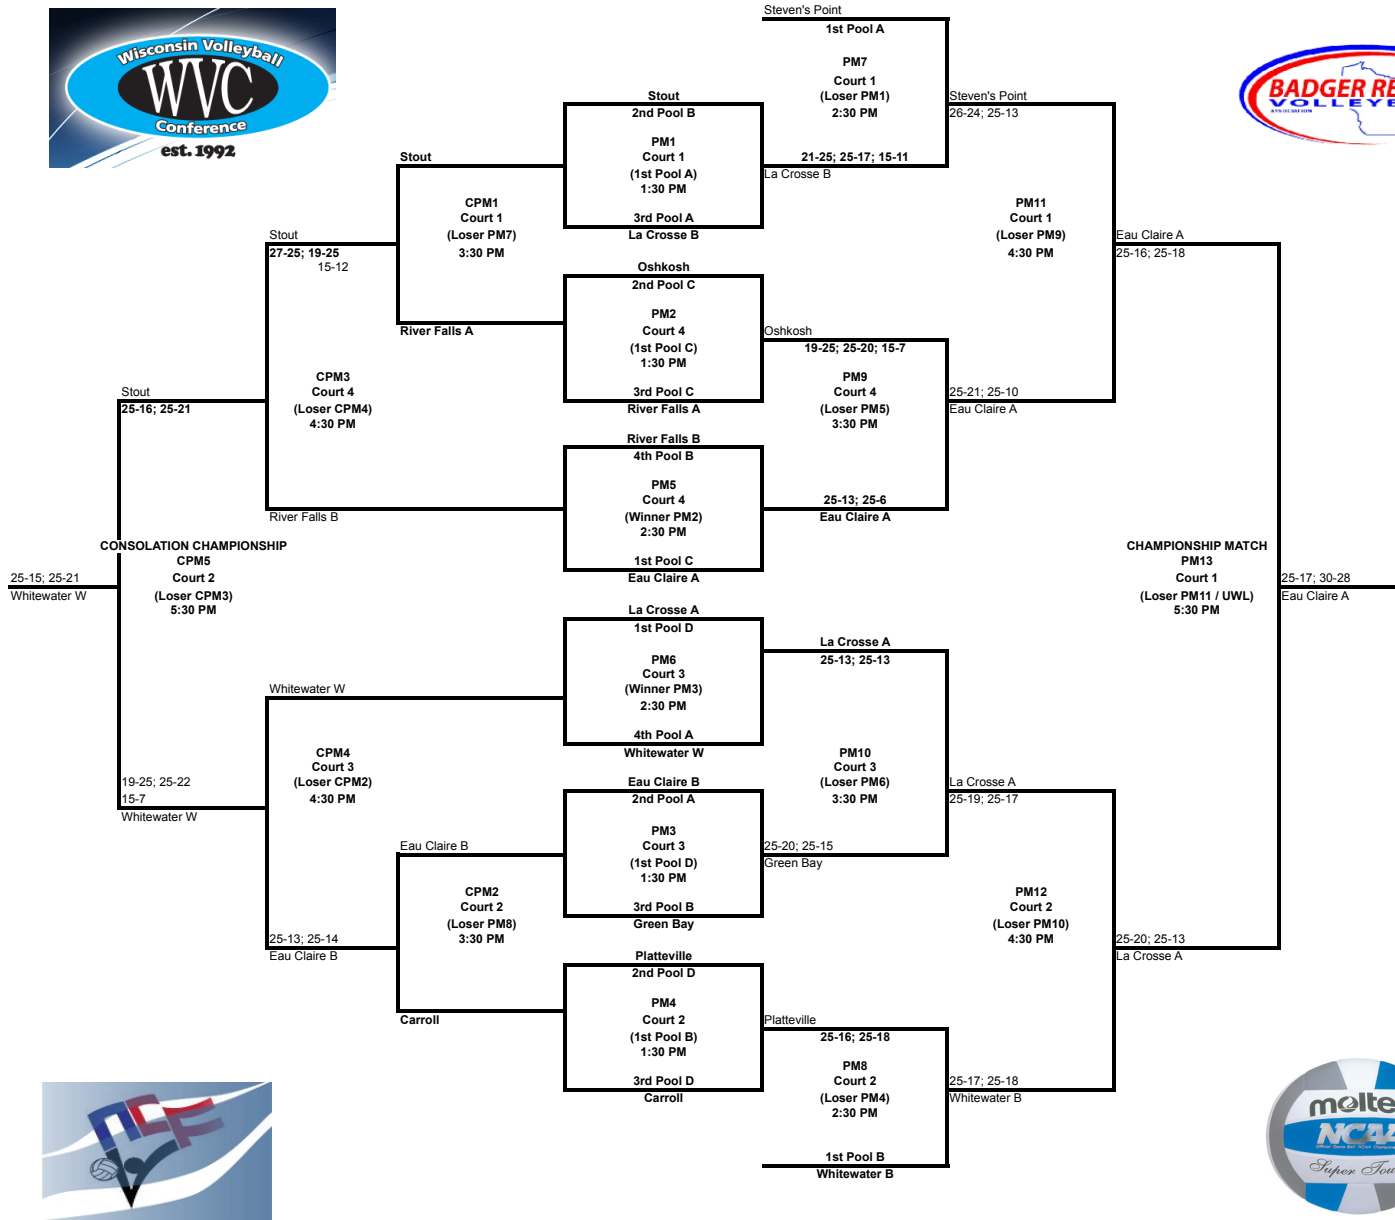 Steven's Point
1st Pool A
Wisconsin Volleyball
WVC
Conference
est. 1992
PM7
Court 1
(Loser PM1)
2:30 PM
BADGER RE
VOLLEYB
ASSOCIATION
Stout
2nd Pool B
Steven's Point
26-24; 25-13
PM1
Court 1
(1st Pool A)
1:30 PM
Stout
21-25; 25-17; 15-11
La Crosse B
CPM1
Court 1
(Loser PM7)
3:30 PM
3rd Pool A
La Crosse B
PM11
Court 1
(Loser PM9)
4:30 PM
Stout
27-25; 19-25
15-12
Eau Claire A
25-16; 25-18
Oshkosh
2nd Pool C
PM2
Court 4
(1st Pool C)
1:30 PM
River Falls A
Oshkosh
19-25; 25-20; 15-7
CPM3
Court 4
(Loser CPM4)
4:30 PM
PM9
Court 4
(Loser PM5)
3:30 PM
3rd Pool C
River Falls A
Stout
25-16; 25-21
25-21; 25-10
Eau Claire A
River Falls B
4th Pool B
PM5
Court 4
(Winner PM2)
2:30 PM
River Falls B
25-13; 25-6
Eau Claire A
1st Pool C
Eau Claire A
CONSOLATION CHAMPIONSHIP
CPM5
Court 2
(Loser CPM3)
5:30 PM
CHAMPIONSHIP MATCH
PM13
Court 1
(Loser PM11 / UWL)
5:30 PM
25-15; 25-21
Whitewater W
25-17; 30-28
Eau Claire A
La Crosse A
1st Pool D
La Crosse A
25-13; 25-13
PM6
Court 3
(Winner PM3)
2:30 PM
Whitewater W
4th Pool A
Whitewater W
CPM4
Court 3
(Loser CPM2)
4:30 PM
PM10
Court 3
(Loser PM6)
3:30 PM
19-25; 25-22
15-7
Whitewater W
Eau Claire B
2nd Pool A
La Crosse A
25-19; 25-17
PM3
Court 3
(1st Pool D)
1:30 PM
Eau Claire B
25-20; 25-15
Green Bay
CPM2
Court 2
(Loser PM8)
3:30 PM
3rd Pool B
Green Bay
PM12
Court 2
(Loser PM10)
4:30 PM
25-13; 25-14
Eau Claire B
25-20; 25-13
La Crosse A
Platteville
2nd Pool D
PM4
Court 2
(1st Pool B)
1:30 PM
Carroll
Platteville
25-16; 25-18
3rd Pool D
Carroll
PM8
Court 2
(Loser PM4)
2:30 PM
25-17; 25-18
Whitewater B
1st Pool B
Whitewater B
NCF
molte
NCAA
Super Tou